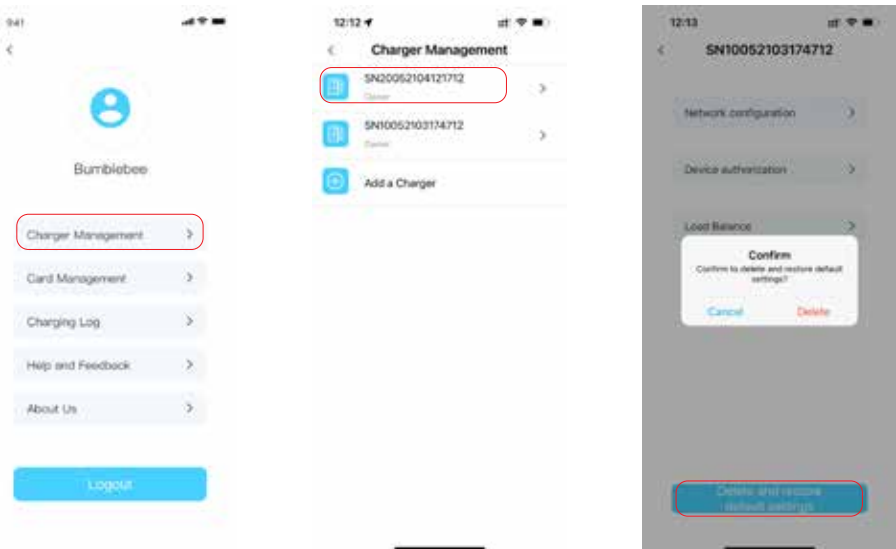 9:41
Bumblebee
Charger Management
Card Management
Charging Log
Help and Feedback
About Us
Logout
12:12
Charger Management
SN20052104121712
Owner
SN10052103174712
Owner
Add a Charger
12:13
SN10052103174712
Network configuration
Device authorization
Load Balance
Confirm
Confirm to delete and restore default
settings?
Cancel
Delete
Delete and restore
default settings